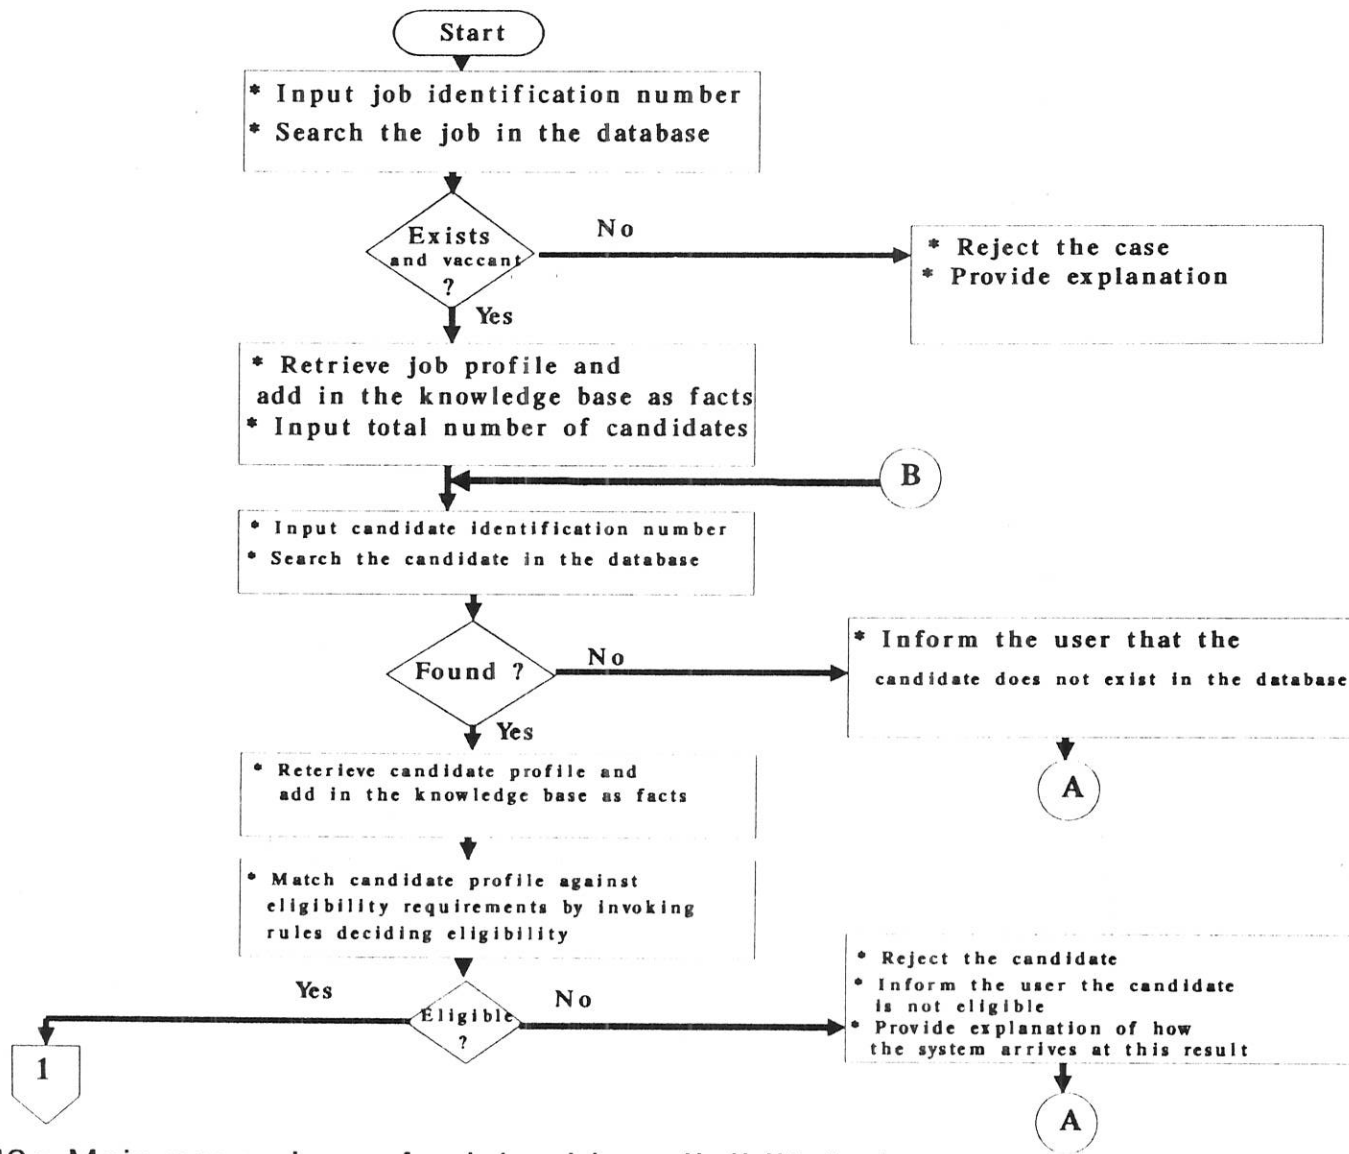 Start
* Input job identification number
* Search the job in the database
Exists
and vaccant
?
No
* Reject the case
* Provide explanation
Yes
* Retrieve job profile and
add in the knowledge base as facts
* Input total number of candidates
B
* Input candidate identification number
* Search the candidate in the database
Found ?
No
* Inform the user that the
candidate does not exist in the database
A
Yes
* Reterieve candidate profile and
add in the knowledge base as facts
* Match candidate profile against
eligibility requirements by invoking
rules deciding eligibility
Eligible
?
Yes
No
* Reject the candidate
* Inform the user the candidate
is not eligible
* Provide explanation of how
the system arrives at this result
1
A